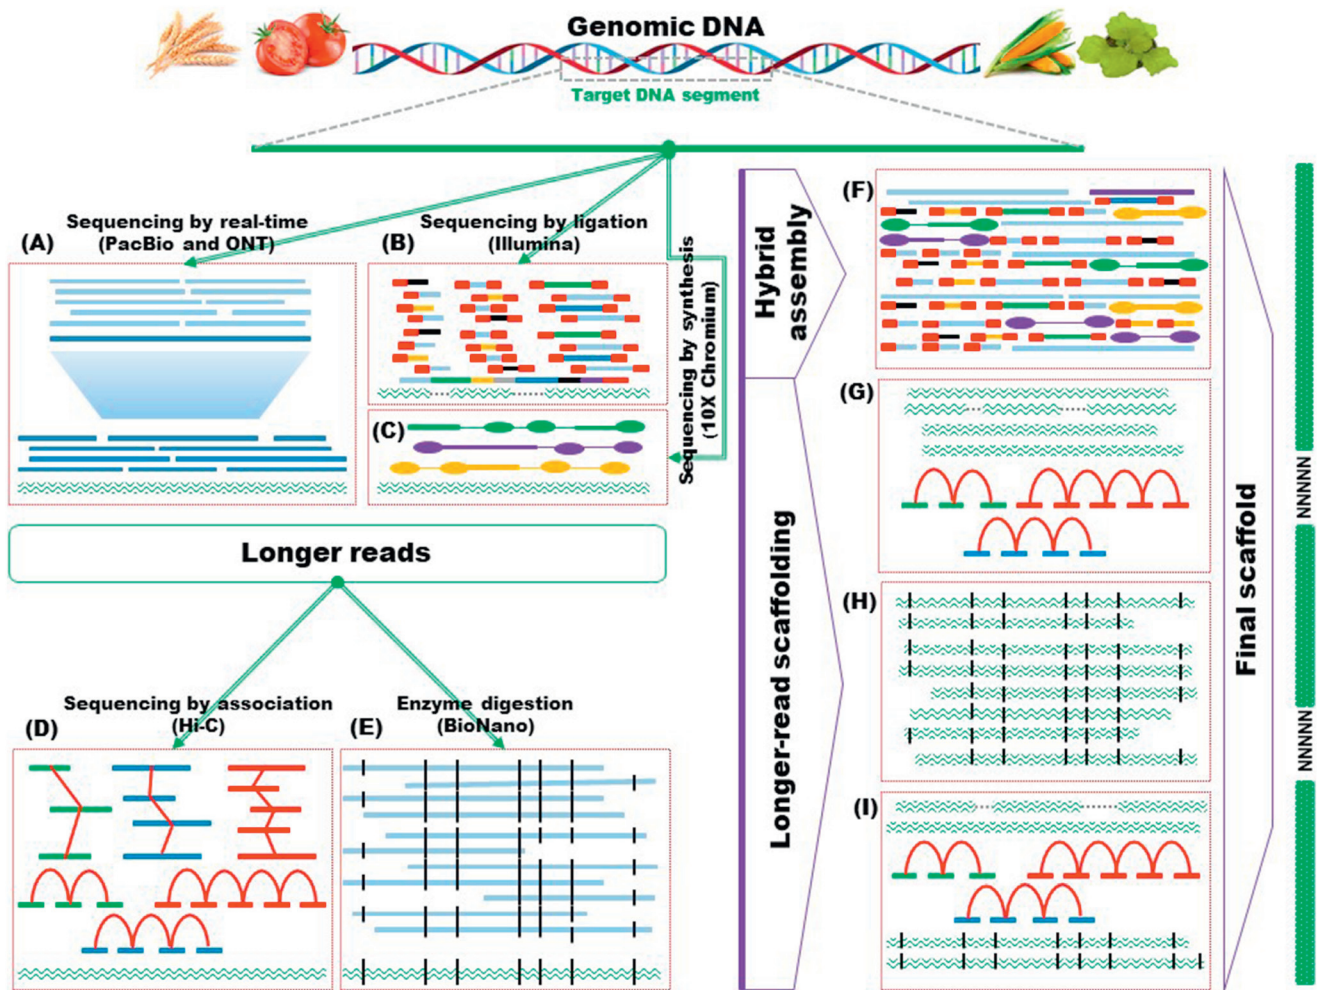 Genomic DNA
Target DNA segment
Sequencing by real-time
(PacBio and ONT)
(A)
Sequencing by ligation
(Illumina)
(B)
Sequencing by synthesis
(10X Chromium)
(C)
Longer reads
Sequencing by association
(Hi-C)
(D)
Enzyme digestion
(BioNano)
(E)
Hybrid
assembly
Longer-read scaffolding
(F)
(G)
(H)
(I)
Final scaffold
NNNNN
NNNNN